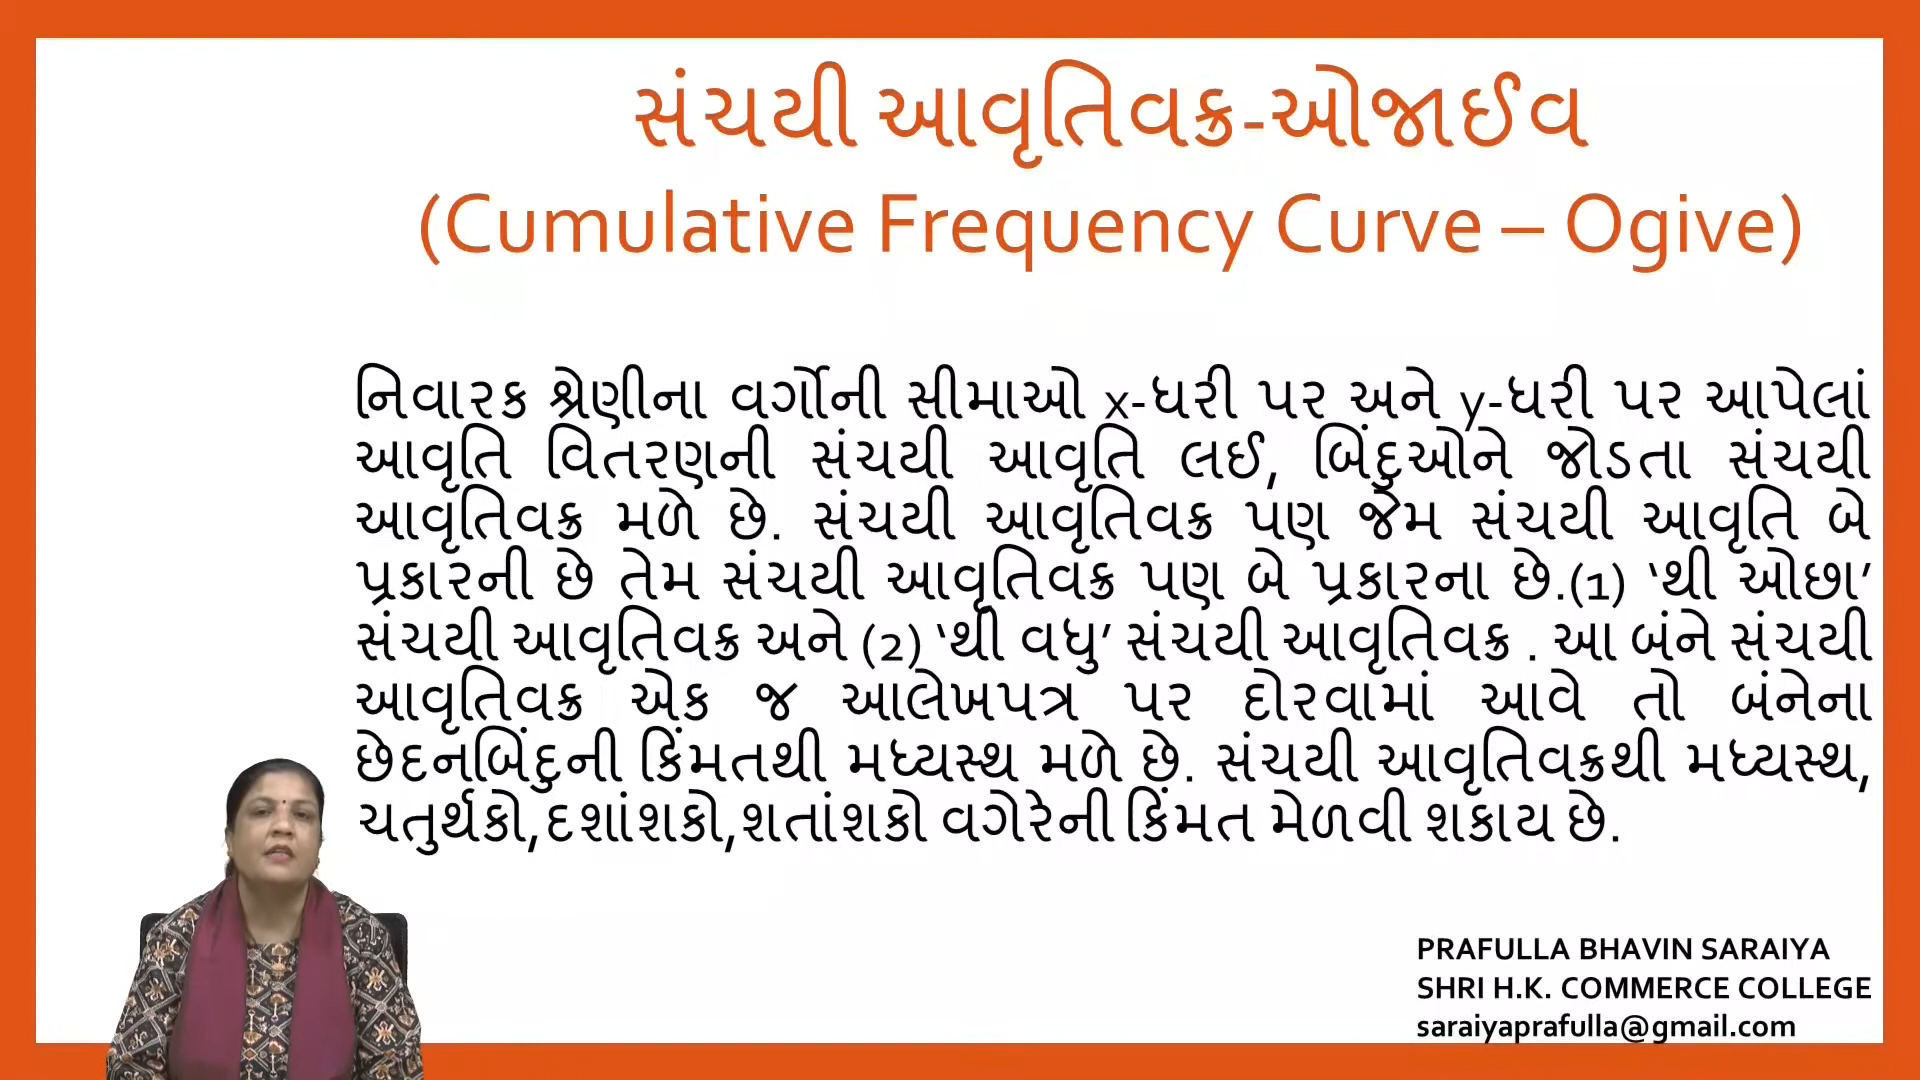 સંચયી આવૃતિવક્ર-ઓજાઈવ
(Cumulative Frequency Curve – Ogive)
નિવારક શ્રેણીના વર્ગોની સીમાઓ x-ધરી પર અને y-ધરી પર આપેલાં
આવૃતિ વિતરણની સંચયી આવૃતિ લઈ, બિંદુઓને જોડતા સંચયી
આવૃતિવક્ર મળે છે. સંચયી આવૃતિવક્ર પણ જેમ સંચયી આવૃતિ બે
પ્રકારની છે તેમ સંચયી આવૃતિવક્ર પણ બે પ્રકારના છે.(1) ‘થી ઓછા’
સંચયી આવૃતિવક્ર અને (2) ‘થી વધુ’ સંચયી આવૃતિવક્ર . આ બંને સંચયી
આવૃતિવક્ર એક જ આલેખપત્ર પર દોરવામાં આવે તો બંનેના
છેદનબિંદુની કિંમતથી મધ્યસ્થ મળે છે. સંચયી આવૃતિવક્રથી મધ્યસ્થ,
ચતુર્થકો,દશાંશકો,શતાંશકો વગેરેની કિંમત મેળવી શકાય છે.
PRAFULLA BHAVIN SARAIYA
SHRI H.K. COMMERCE COLLEGE
saraiyaprafulla@gmail.com